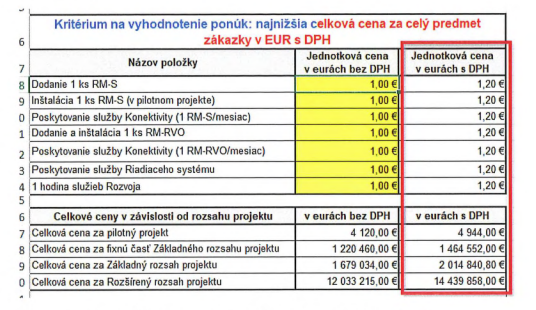 Kritérium na vyhodnotenie ponúk: najnižšia celková cena za celý predmet
6 zákazky v EUR s DPH
7 Názov položky Jednotková cena v eurách bez DPH Jednotková cena v eurách s DPH
8 Dodanie 1 ks RM-S 1,00 € 1,20 €
9 Inštalácia 1 ks RM-S (v pilotnom projekte) 1,00 € 1,20 €
0 Poskytovanie služby Konektivity (1 RM-S/mesiac) 1,00 € 1,20 €
1 Dodanie a inštalácia 1 ks RM-RVO 1,00 € 1,20 €
2 Poskytovanie služby Konektivity (1 RM-RVO/mesiac) 1,00 € 1,20 €
3 Poskytovanie služby Riadiaceho systému 1,00 € 1,20 €
4 1 hodina služieb Rozvoja 1,00 € 1,20 €
5
6 Celkové ceny v závislosti od rozsahu projektu v eurách bez DPH v eurách s DPH
7 Celková cena za pilotný projekt 4 120,00 € 4 944,00 €
8 Celková cena za fixnú časť Základného rozsahu projektu 1 220 460,00 € 1 464 552,00 €
9 Celková cena za Základný rozsah projektu 1 679 034,00 € 2 014 840,80 €
0 Celková cena za Rozšírený rozsah projektu 12 033 215,00 € 14 439 858,00 €